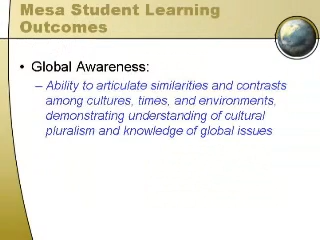 Mesa Student Learning
Outcomes
• Global Awareness:
– Ability to articulate similarities and contrasts
among cultures, times, and environments,
demonstrating understanding of cultural
pluralism and knowledge of global issues